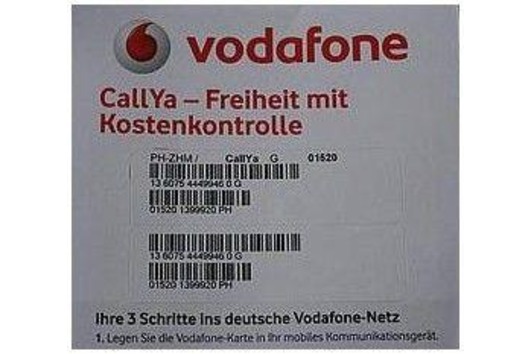 vodafone
CallYa – Freiheit mit
Kostenkontrolle
PH-ZHM / CallYa G 01520
13 6075 4449946 0 G
01520 1399920 PH
13 6075 4449946 0 G
01520 1399920 PH
Ihre 3 Schritte ins deutsche Vodafone-Netz
1. Legen Sie die Vodafone-Karte in Ihr mobiles Kommunikationsgerät.